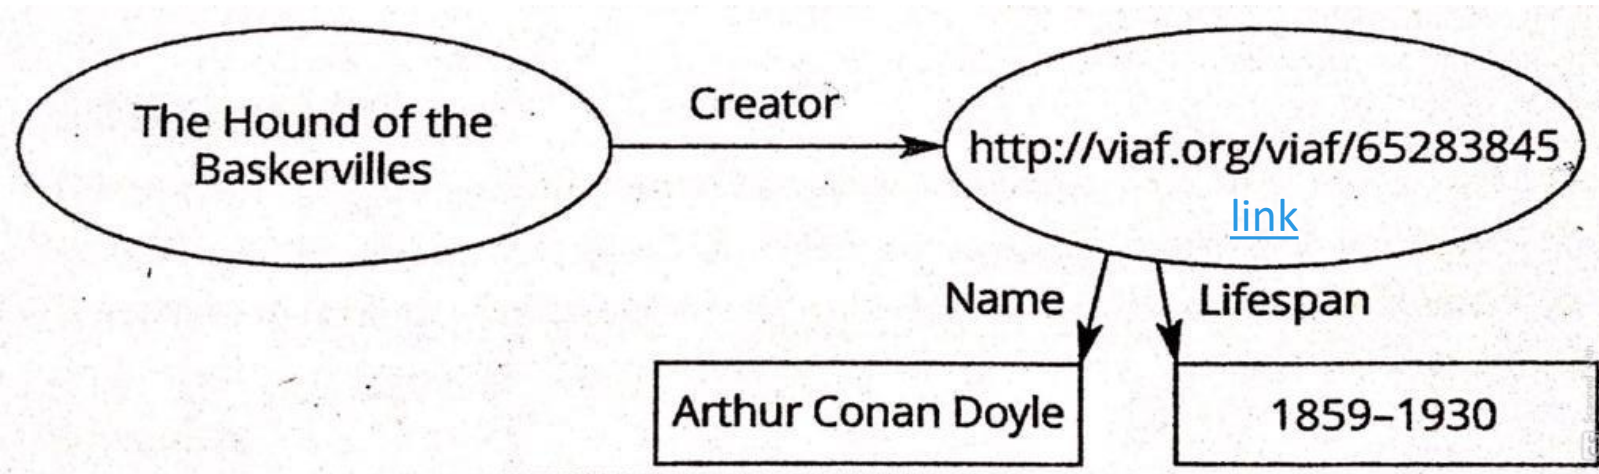 The Hound of the
Baskervilles
Creator
http://viaf.org/viaf/65283845
link
Name
Lifespan
Arthur Conan Doyle
1859–1930